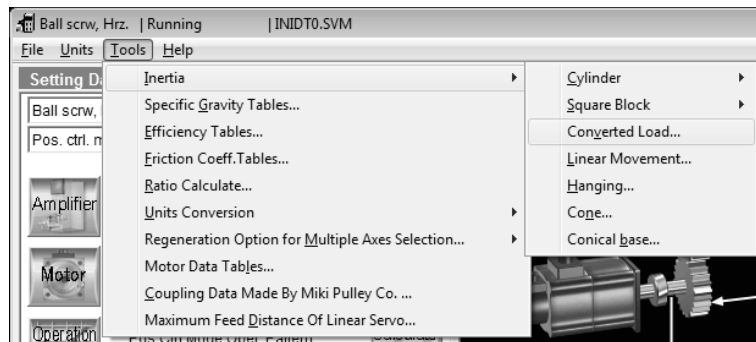 Ball scrw, Hrz. | Running | INIDT0.SVM
File Units Tools Help
Setting
Ball scrw,
Pos. ctrl.
Amplifier
Motor
Operation
Inertia
Specific Gravity Tables...
Efficiency Tables...
Friction Coeff.Tables...
Ratio Calculate...
Units Conversion
Regeneration Option for Multiple Axes Selection...
Motor Data Tables...
Coupling Data Made By Miki Pulley Co. ...
Maximum Feed Distance Of Linear Servo...
Cylinder
Square Block
Converted Load...
Linear Movement...
Hanging...
Cone...
Conical base...